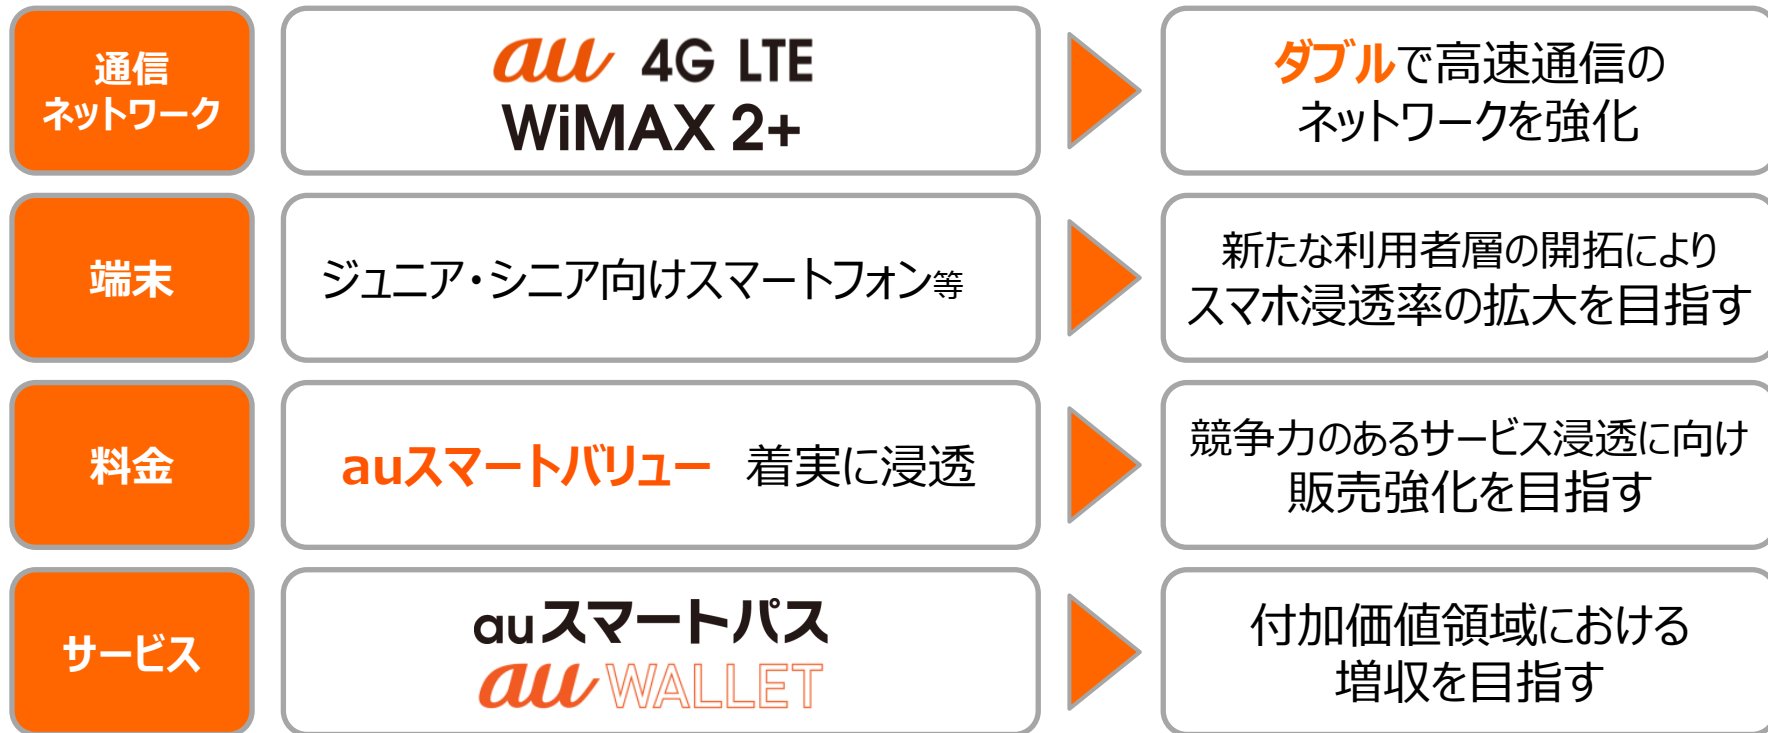 通信
ネットワーク
au 4G LTE
WiMAX 2+
ダブルで高速通信の
ネットワークを強化
端末
ジュニア・シニア向けスマートフォン等
新たな利用者層の開拓により
スマホ浸透率の拡大を目指す
料金
auスマートバリュー 着実に浸透
競争力のあるサービス浸透に向け
販売強化を目指す
サービス
auスマートパス
au WALLET
付加価値領域における
増収を目指す